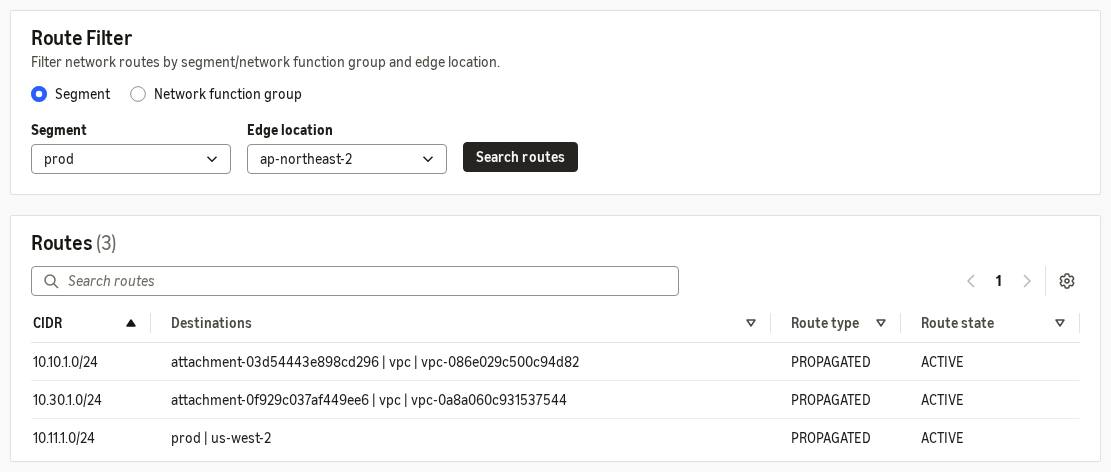 Route Filter
Filter network routes by segment/network function group and edge location.
Segment Network function group
Segment Edge location
prod ap-northeast-2 Search routes
Routes (3)
Search routes 1
CIDR Destinations Route type Route state
10.10.1.0/24 attachment-03d54443e898cd296 | vpc | vpc-086e029c500c94d82 PROPAGATED ACTIVE
10.30.1.0/24 attachment-0f929c037af449ee6 | vpc | vpc-0a8a060c931537544 PROPAGATED ACTIVE
10.11.1.0/24 prod | us-west-2 PROPAGATED ACTIVE